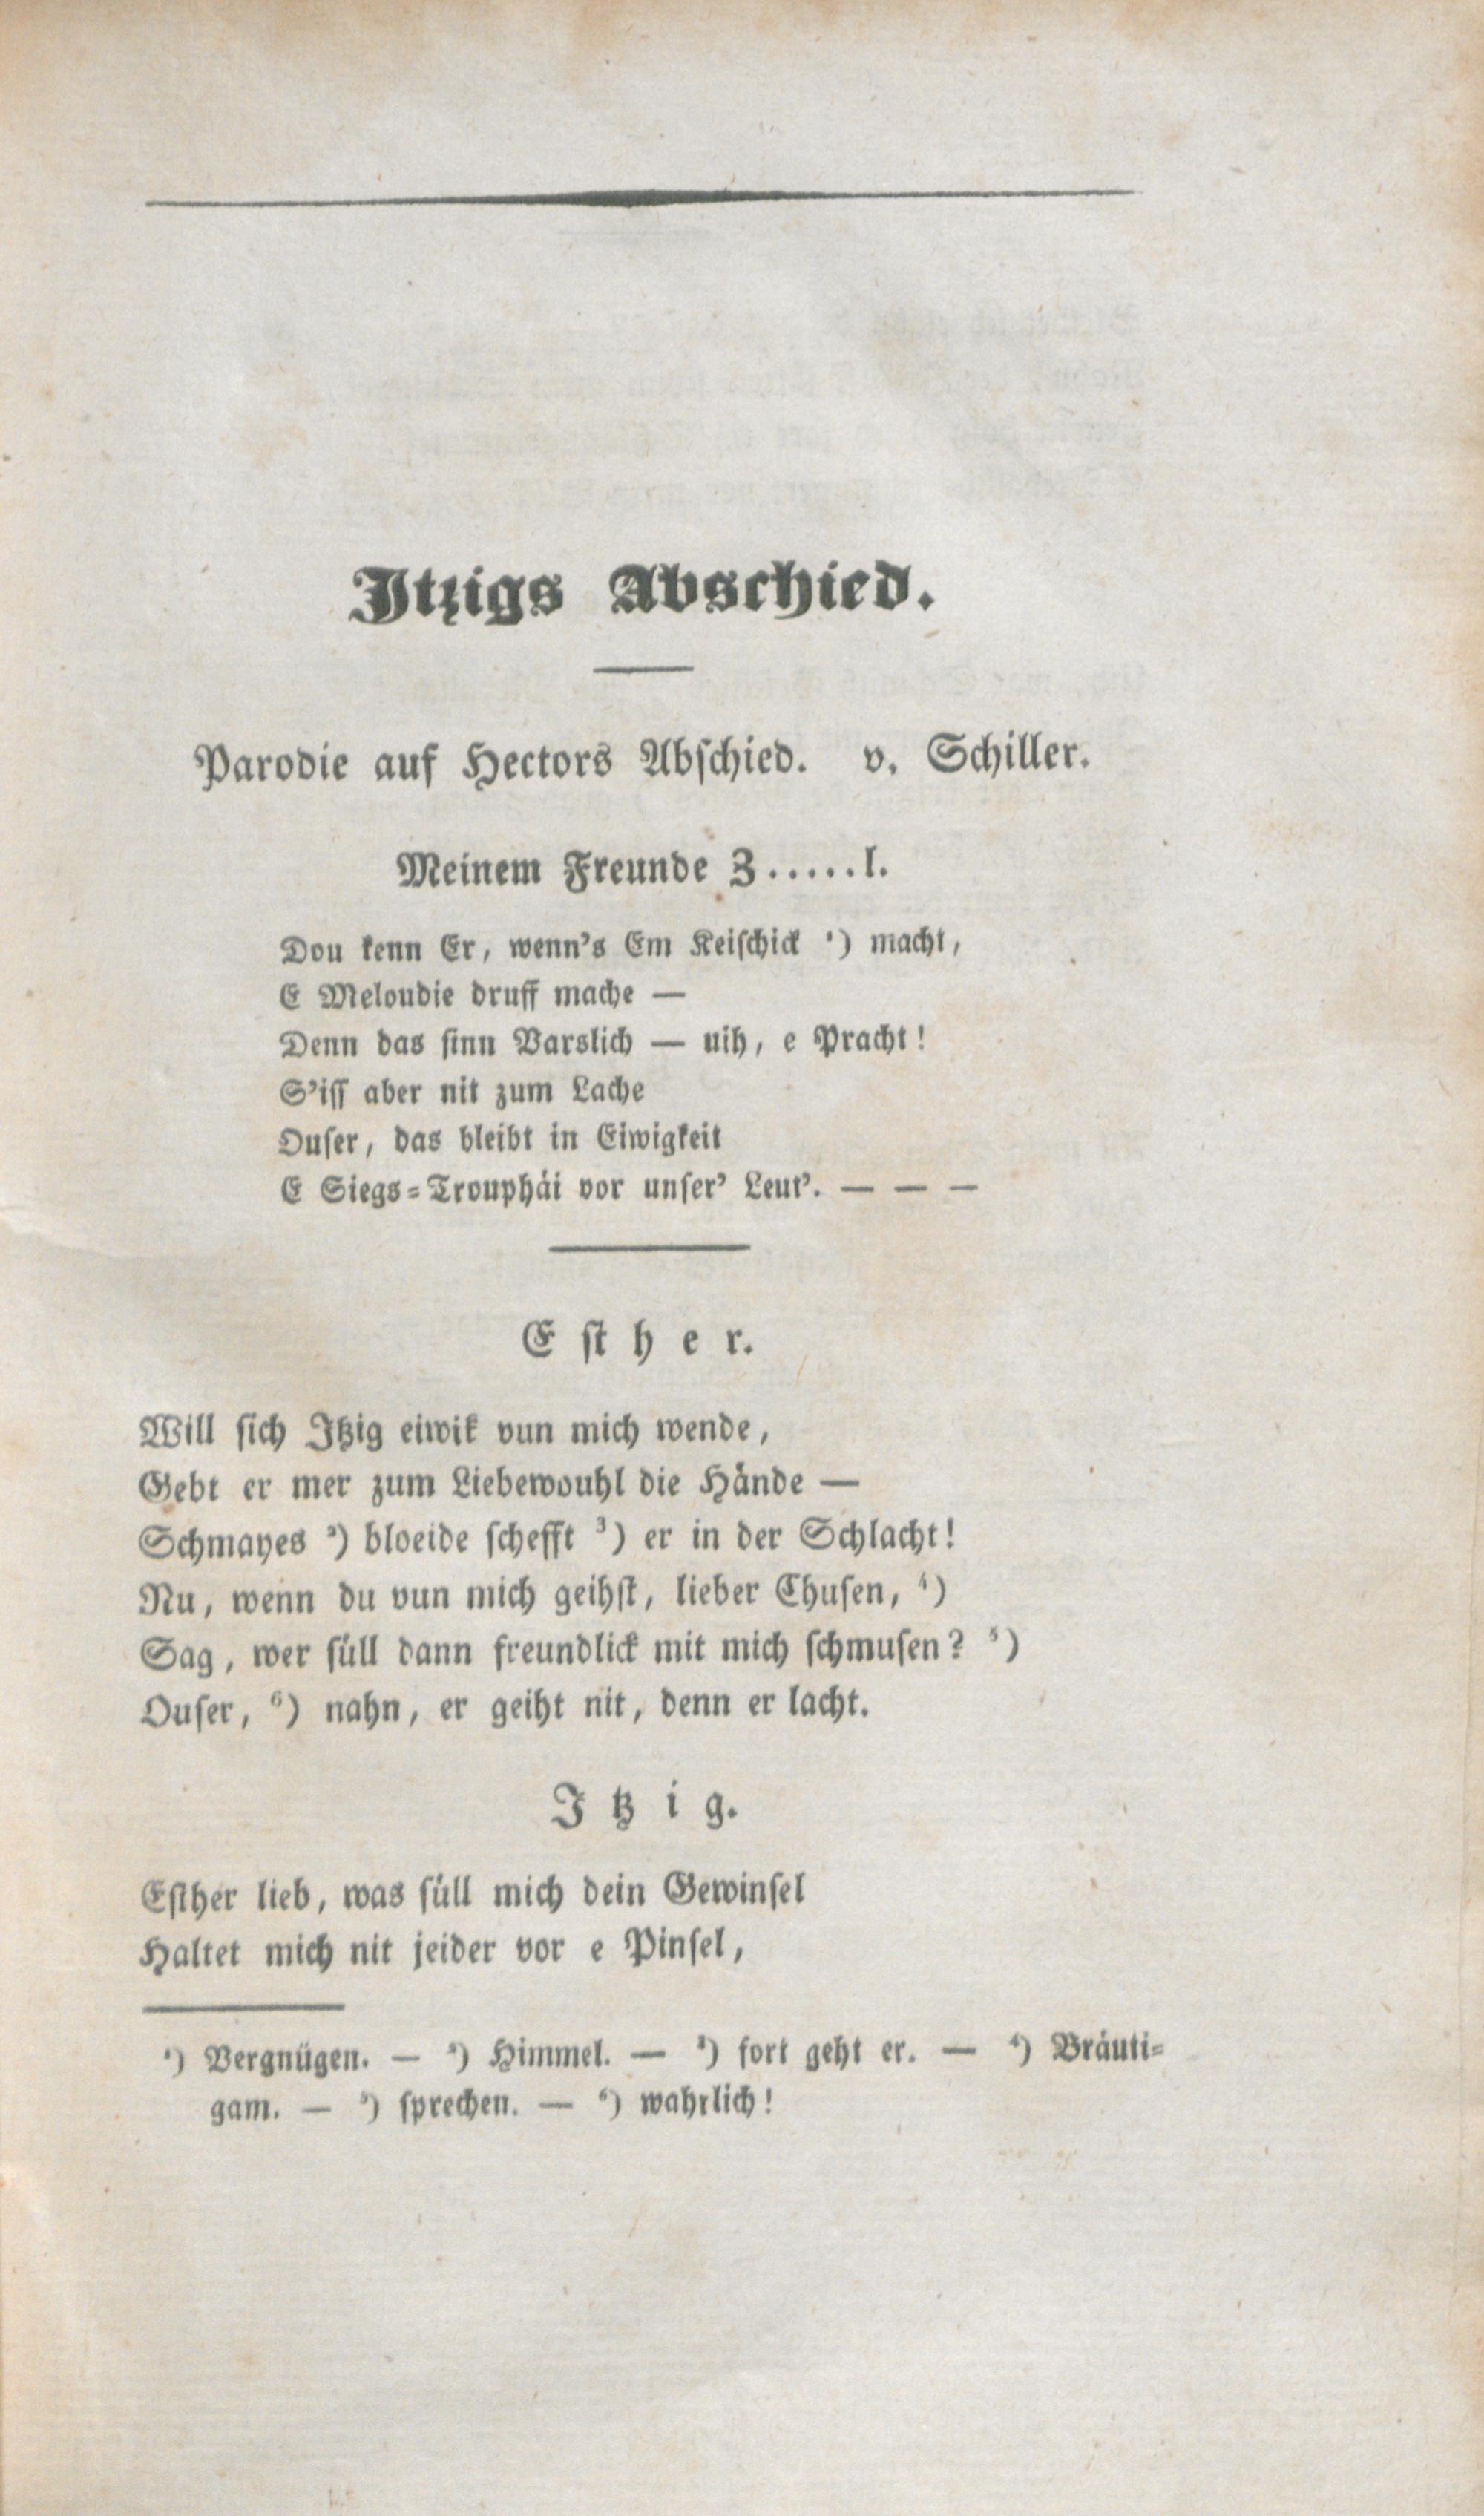 Itzigs Abschied.
Parodie auf Hectors Abschied. v. Schiller.
Meinem Freunde Z.....l.
Dou kenn Er, wenn's Em Keischick ¹) macht,
E Meloudie druff mache —
Denn das sinn Varslich — uih, e Pracht!
S'iss aber nit zum Lache
Ouser, das bleibt in Eiwigkeit
E Siegs-Trouphäi vor unser' Leut'. — — —
Esther.
Will sich Itzig eiwik vun mich wende,
Gebt er mer zum Liebewouhl die Hände —
Schmayes ²) bloeide schefft ³) er in der Schlacht!
Nu, wenn du vun mich geihst, lieber Chusen, ⁴)
Sag, wer süll dann freundlick mit mich schmusen? ⁵)
Ouser, ⁶) nahn, er geiht nit, denn er lacht.
Itzig.
Esther lieb, was süll mich dein Gewinsel
Haltet mich nit jeider vor e Pinsel,
¹) Vergnügen. — ²) Himmel. — ³) fort geht er. — ⁴) Bräuti-
gam. — ⁵) sprechen. — ⁶) wahrlich!